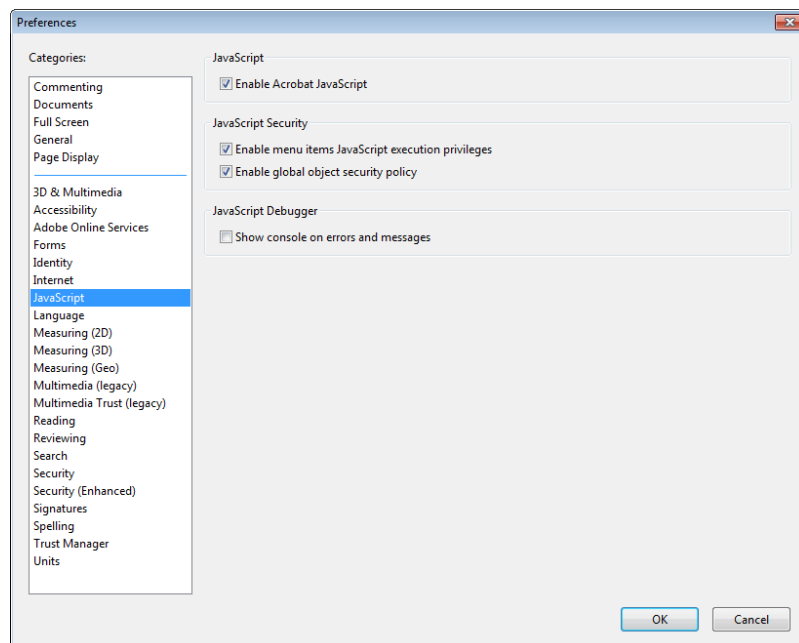 Preferences
Categories:
Commenting
Documents
Full Screen
General
Page Display
3D & Multimedia
Accessibility
Adobe Online Services
Forms
Identity
Internet
JavaScript
Language
Measuring (2D)
Measuring (3D)
Measuring (Geo)
Multimedia (legacy)
Multimedia Trust (legacy)
Reading
Reviewing
Search
Security
Security (Enhanced)
Signatures
Spelling
Trust Manager
Units
JavaScript
Enable Acrobat JavaScript
JavaScript Security
Enable menu items JavaScript execution privileges
Enable global object security policy
JavaScript Debugger
Show console on errors and messages
OK
Cancel